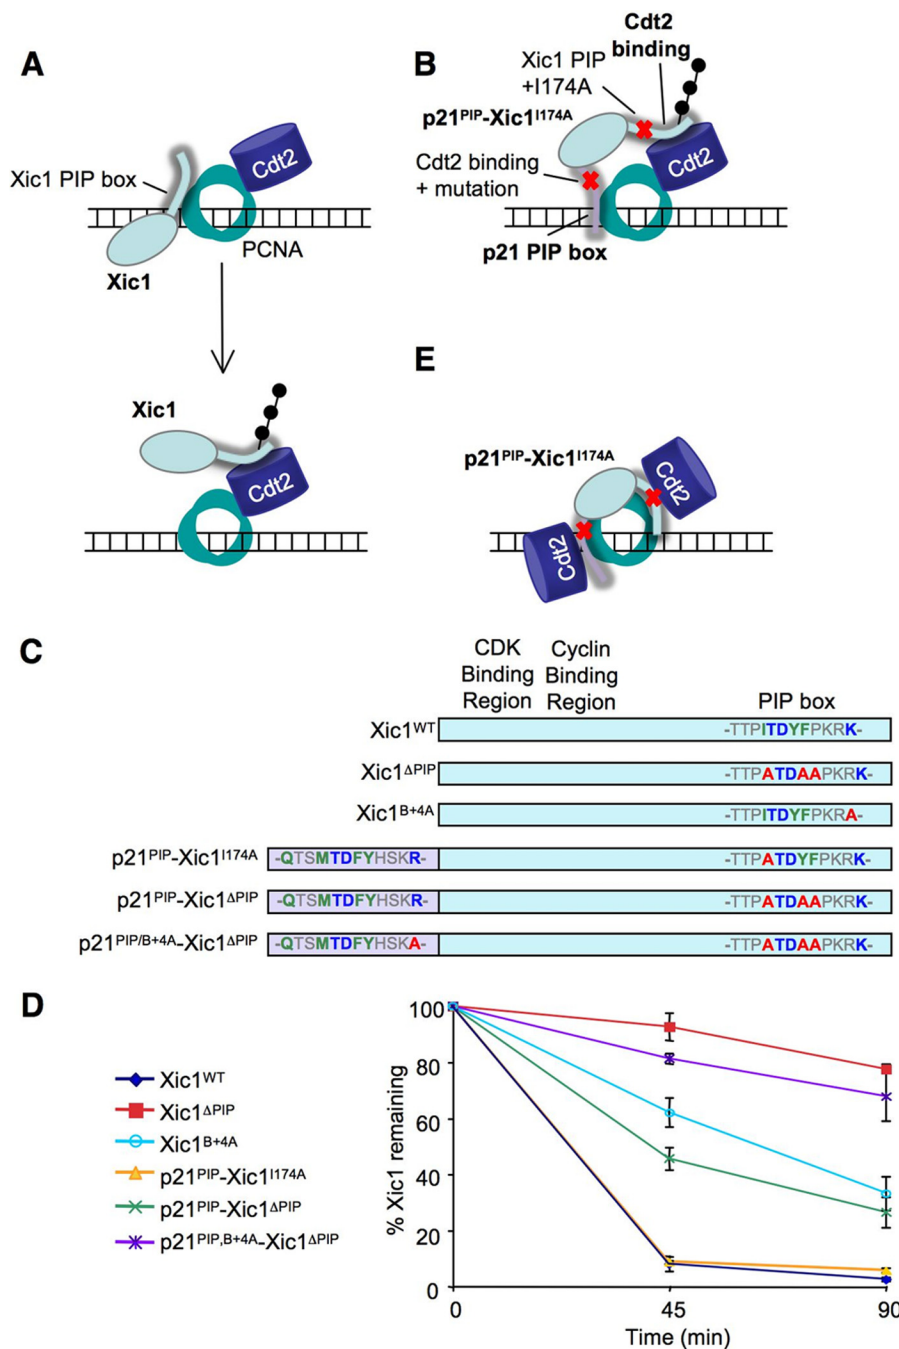 A
Xic1 PIP box
Cdt2
PCNA
Xic1
Xic1
Cdt2
B
Cdt2
binding
Xic1 PIP
+I174A
p21PIP-Xic1I174A
Cdt2 binding
+ mutation
Cdt2
p21 PIP box
E
p21PIP-Xic1I174A
Cdt2
Cdt2
C
CDK
Binding
Region
Cyclin
Binding
Region
PIP box
Xic1WT -TTPITDYFPKRK-
Xic1ΔPIP -TTPATDAAPKRK-
Xic1B+4A -TTPITDYFPKRA-
p21PIP-Xic1I174A -QTSMTDFYHSKR- -TTPATDYFPKRK-
p21PIP-Xic1ΔPIP -QTSMTDFYHSKR- -TTPATDAAPKRK-
p21PIP/B+4A-Xic1ΔPIP -QTSMTDFYHSKA- -TTPATDAAPKRK-
D
Xic1WT
Xic1ΔPIP
Xic1B+4A
p21PIP-Xic1I174A
p21PIP-Xic1ΔPIP
p21PIP,B+4A-Xic1ΔPIP
% Xic1 remaining
100
80
60
40
20
0
0 45 90
Time (min)